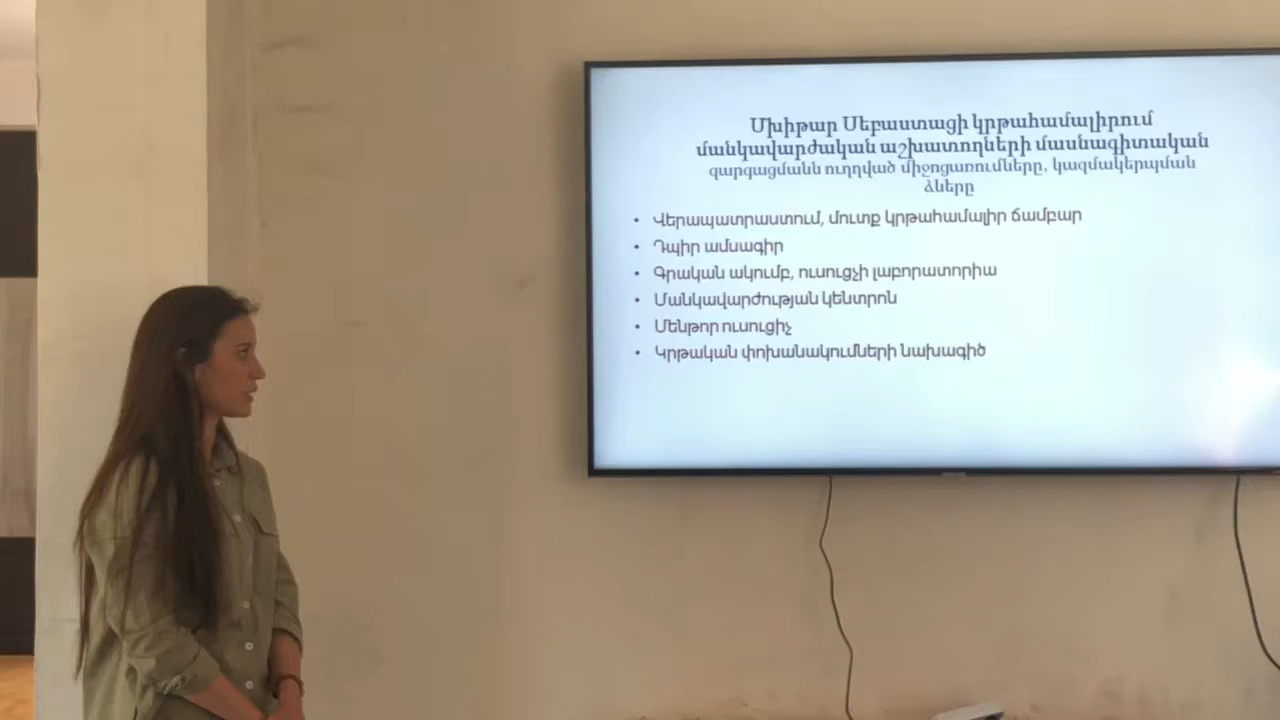 Մխիթար Սեբաստացի կրթահամալիրում
մանկավարժական աշխատողների մասնագիտական
զարգացմանն ուղղված միջոցառումները, կազմակերպման
ձևերը
• Վերապատրաստում, մուտք կրթահամալիր ճամբար
• Դպիր ամսագիր
• Գրական ակումբ, ուսուցչի լաբորատորիա
• Մանկավարժության կենտրոն
• Մենթոր ուսուցիչ
• Կրթական փոխանակումների նախագիծ